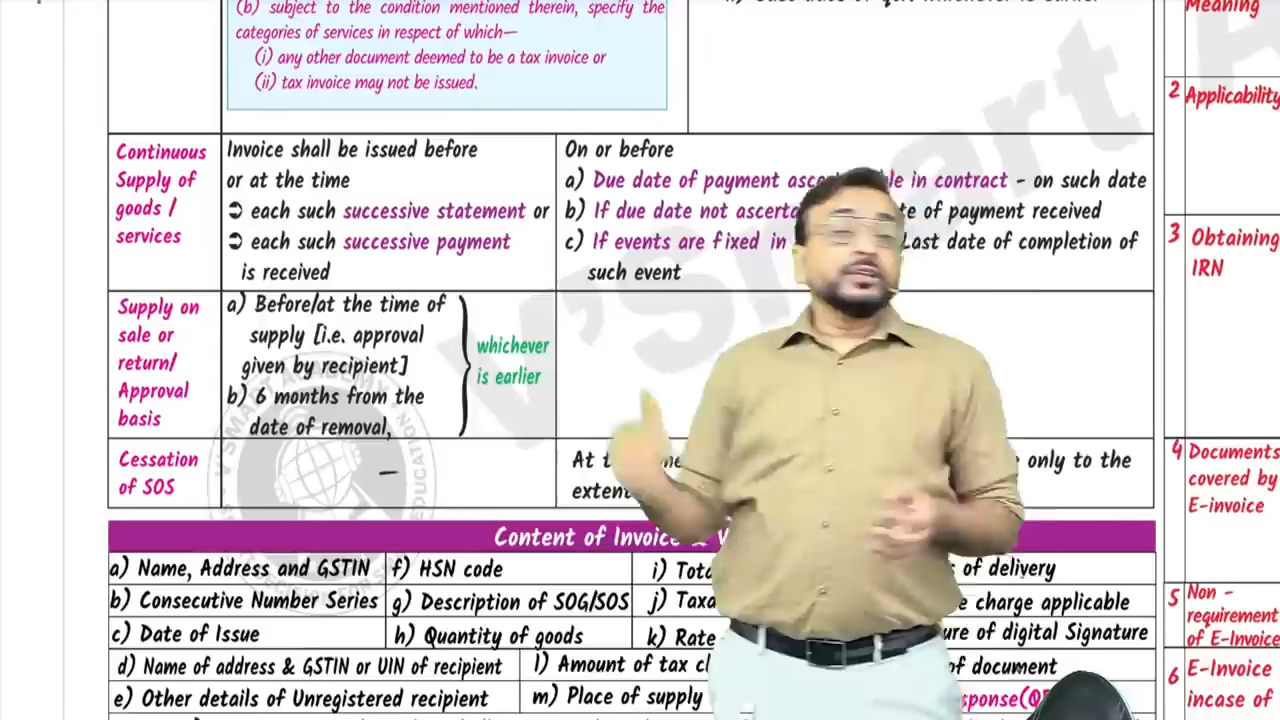 (b) subject to the condition mentioned therein, specify the
categories of services in respect of which—
(i) any other document deemed to be a tax invoice or
(ii) tax invoice may not be issued.
Continuous
Supply of
goods /
services
Invoice shall be issued before
or at the time
➲ each such successive statement or
➲ each such successive payment
is received
On or before
a) Due date of payment in contract - on such date
b) If due date not of payment received
c) If events are fixed in Last date of completion of
such event
Supply on
sale or
return/
Approval
basis
a) Before/at the time of
supply [i.e. approval
given by recipient]
b) 6 months from the
date of removal,
whichever
is earlier
Cessation
of SOS
–
At only to the
extent
Content of Invoice &
a) Name, Address and GSTIN
f) HSN code
i)
of delivery
b) Consecutive Number Series
g) Description of SOG/SOS
j)
charge applicable
c) Date of Issue
h) Quantity of goods
k) Rate
of digital Signature
d) Name of address & GSTIN or UIN of recipient
l) Amount of tax
of document
e) Other details of Unregistered recipient
m) Place of supply
Meaning
2 Applicability
3 Obtaining
IRN
4 Documents
covered by
E-invoice
5 Non -
requirement
of E-Invoice
6 E-Invoice
incase of